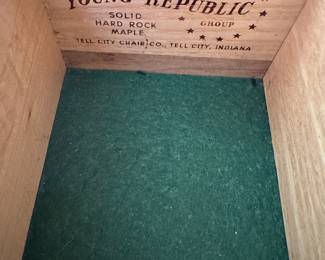 YOUNG REPUBLIC
SOLID
HARD ROCK
MAPLE
GROUP
TELL CITY CHAIR CO., TELL CITY, INDIANA